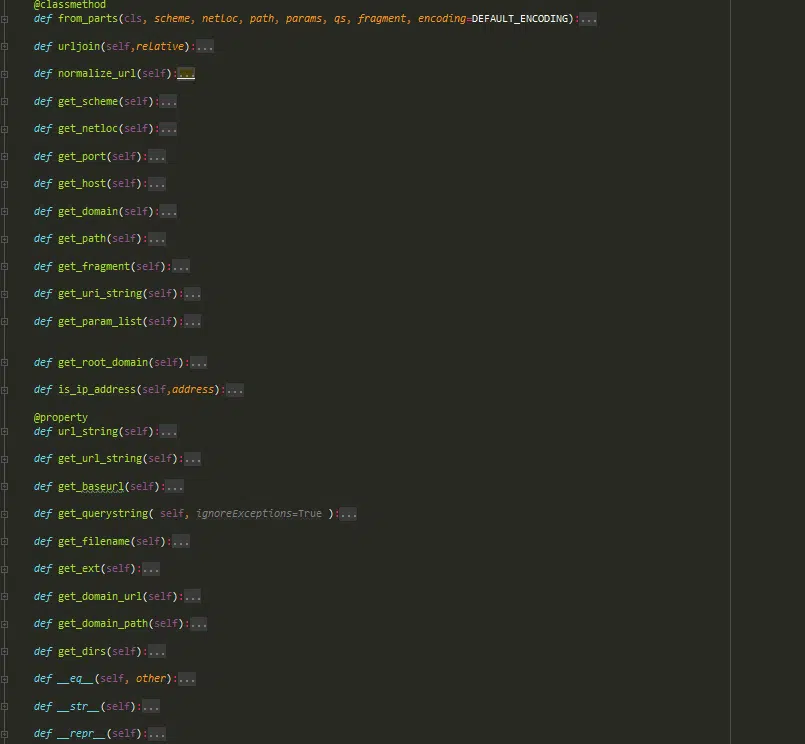 @classmethod
def from_parts(cls, scheme, netloc, path, params, qs, fragment, encoding=DEFAULT_ENCODING):...
def urljoin(self,relative):...
def normalize_url(self):...
def get_scheme(self):...
def get_netloc(self):...
def get_port(self):...
def get_host(self):...
def get_domain(self):...
def get_path(self):...
def get_fragment(self):...
def get_uri_string(self):...
def get_param_list(self):...
def get_root_domain(self):...
def is_ip_address(self,address):...
@property
def url_string(self):...
def get_url_string(self):...
def get_baseurl(self):...
def get_querystring( self, ignoreExceptions=True ):...
def get_filename(self):...
def get_ext(self):...
def get_domain_url(self):...
def get_domain_path(self):...
def get_dirs(self):...
def __eq__(self, other):...
def __str__(self):...
def __repr__(self):...